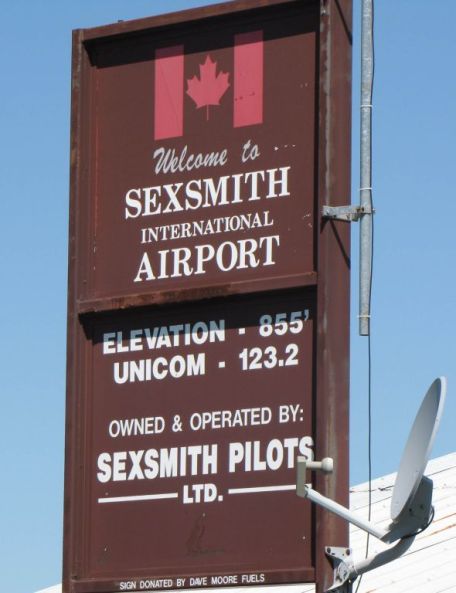 Welcome to
SEXSMITH
INTERNATIONAL
AIRPORT
ELEVATION - 855'
UNICOM - 123.2
OWNED & OPERATED BY:
SEXSMITH PILOTS
LTD.
SIGN DONATED BY DAVE MOORE FUELS